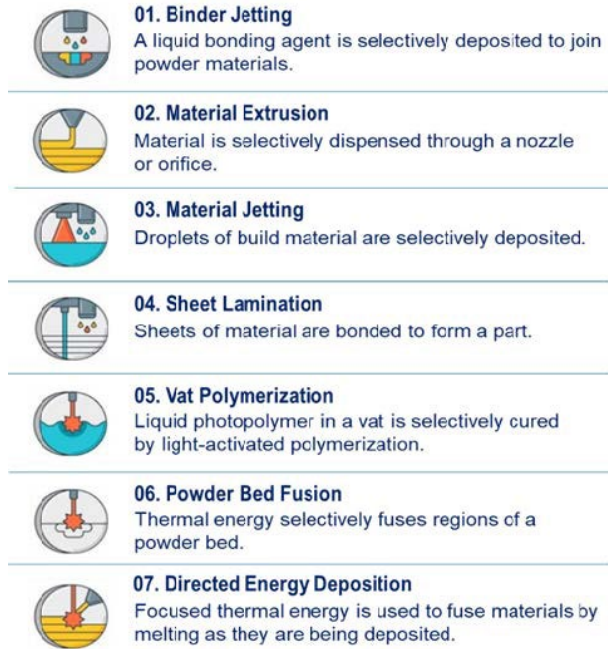 01. Binder Jetting
A liquid bonding agent is selectively deposited to join
powder materials.
02. Material Extrusion
Material is selectively dispensed through a nozzle
or orifice.
03. Material Jetting
Droplets of build material are selectively deposited.
04. Sheet Lamination
Sheets of material are bonded to form a part.
05. Vat Polymerization
Liquid photopolymer in a vat is selectively cured
by light-activated polymerization.
06. Powder Bed Fusion
Thermal energy selectively fuses regions of a
powder bed.
07. Directed Energy Deposition
Focused thermal energy is used to fuse materials by
melting as they are being deposited.